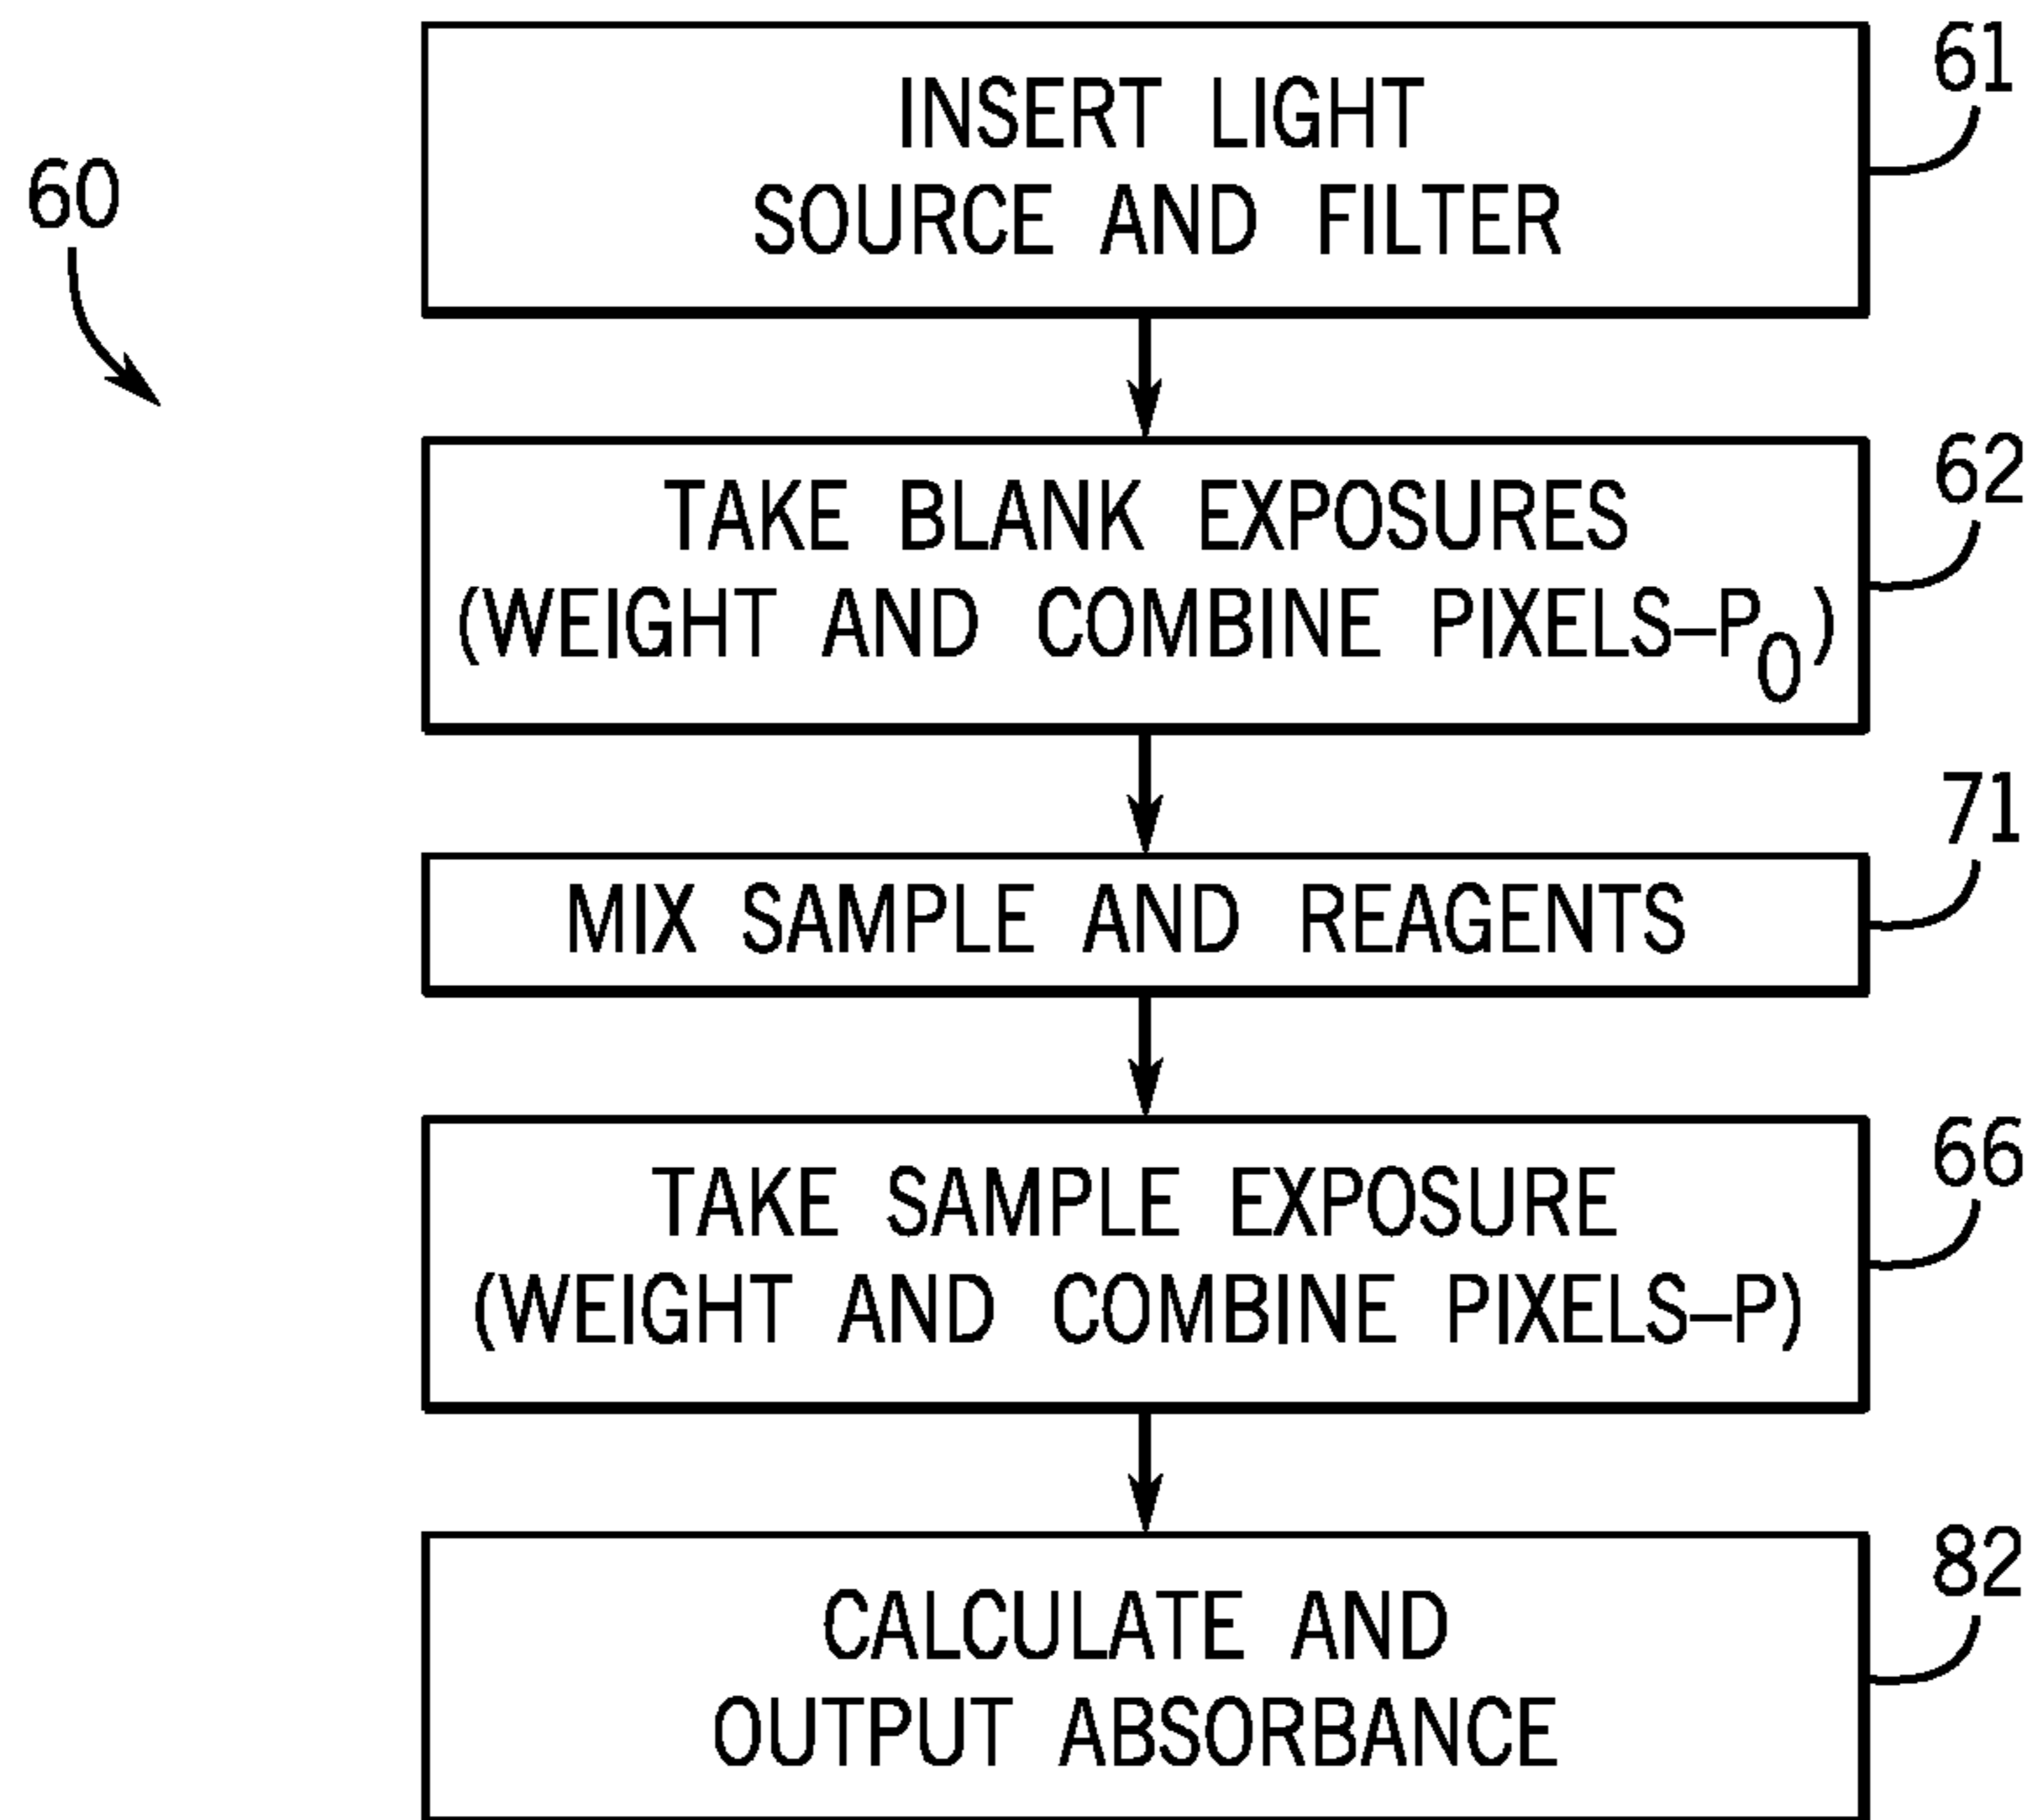 60
61
INSERT LIGHT
SOURCE AND FILTER
62
TAKE BLANK EXPOSURES
(WEIGHT AND COMBINE PIXELS–P₀)
71
MIX SAMPLE AND REAGENTS
66
TAKE SAMPLE EXPOSURE
(WEIGHT AND COMBINE PIXELS–P)
82
CALCULATE AND
OUTPUT ABSORBANCE